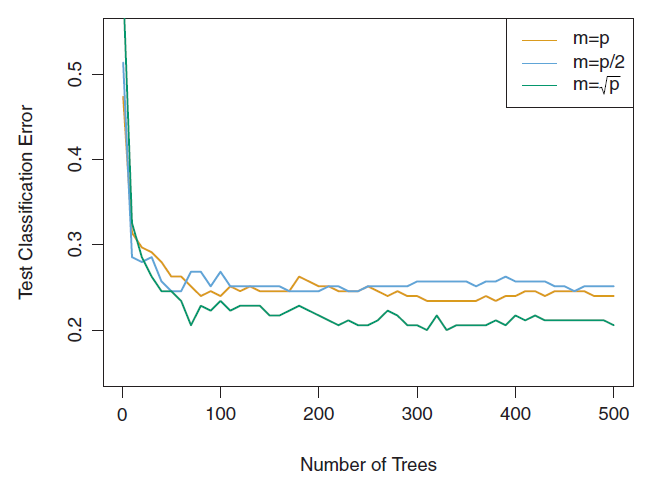 m=p
m=p/2
m=√p
Test Classification Error
0.5
0.4
0.3
0.2
0 100 200 300 400 500
Number of Trees